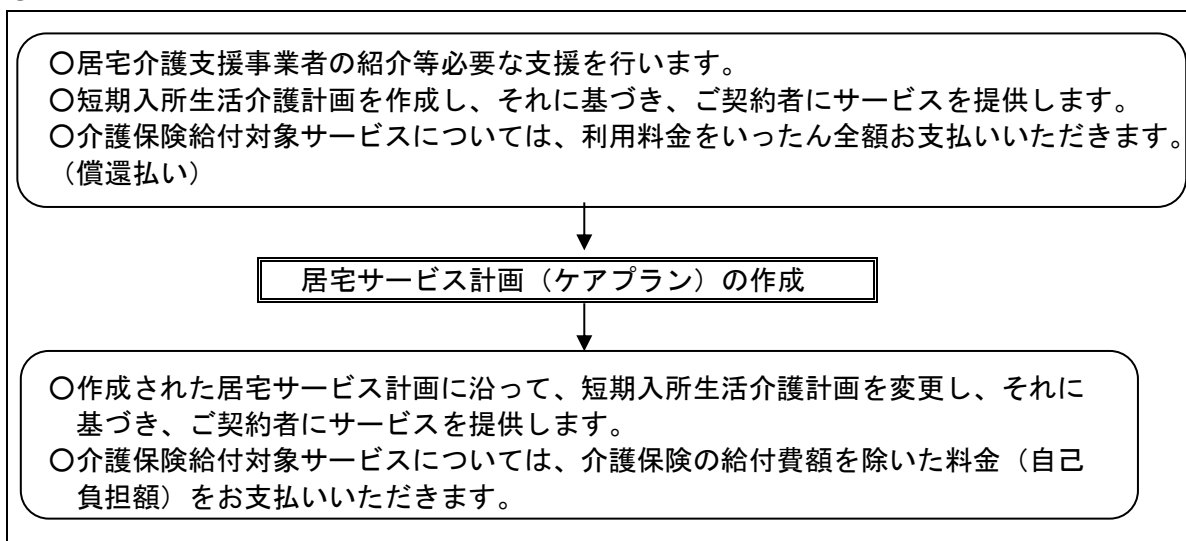 〇居宅介護支援事業者の紹介等必要な支援を行います。
〇短期入所生活介護計画を作成し、それに基づき、ご契約者にサービスを提供します。
〇介護保険給付対象サービスについては、利用料金をいったん全額お支払いいただきます。
（償還払い）
居宅サービス計画（ケアプラン）の作成
〇作成された居宅サービス計画に沿って、短期入所生活介護計画を変更し、それに
基づき、ご契約者にサービスを提供します。
〇介護保険給付対象サービスについては、介護保険の給付費額を除いた料金（自己
負担額）をお支払いいただきます。